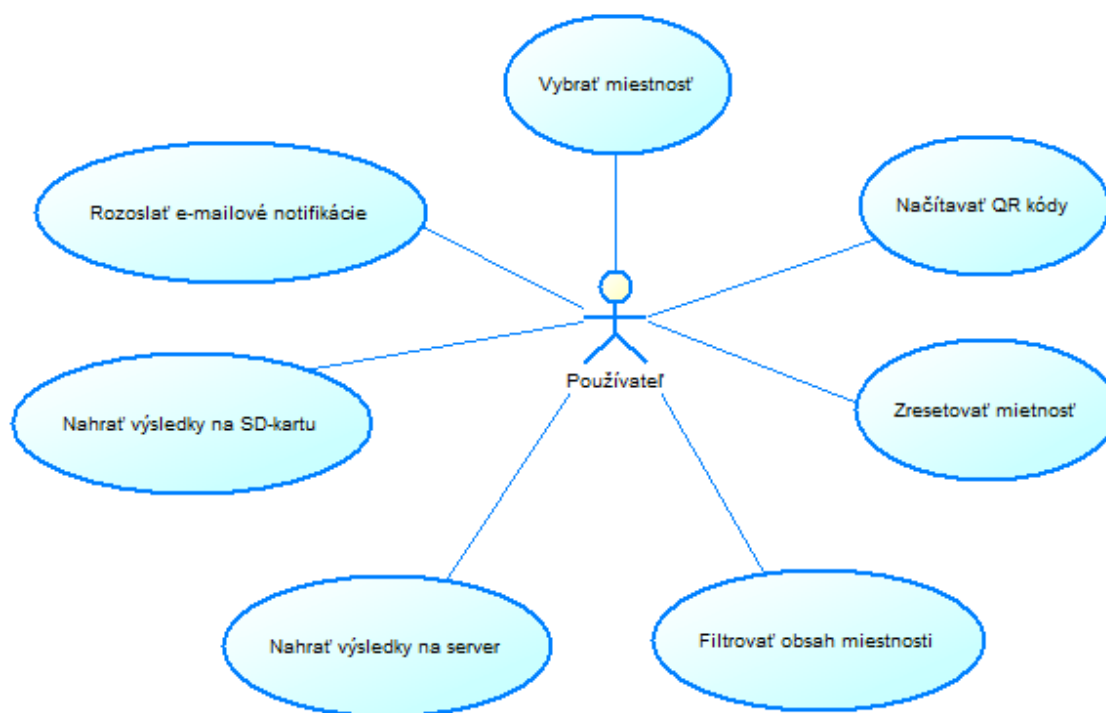 Vybrať miestnosť
Rozoslať e-mailové notifikácie
Načítavať QR kódy
Používateľ
Nahrať výsledky na SD-kartu
Zresetovať mietnosť
Nahrať výsledky na server
Filtrovať obsah miestnosti